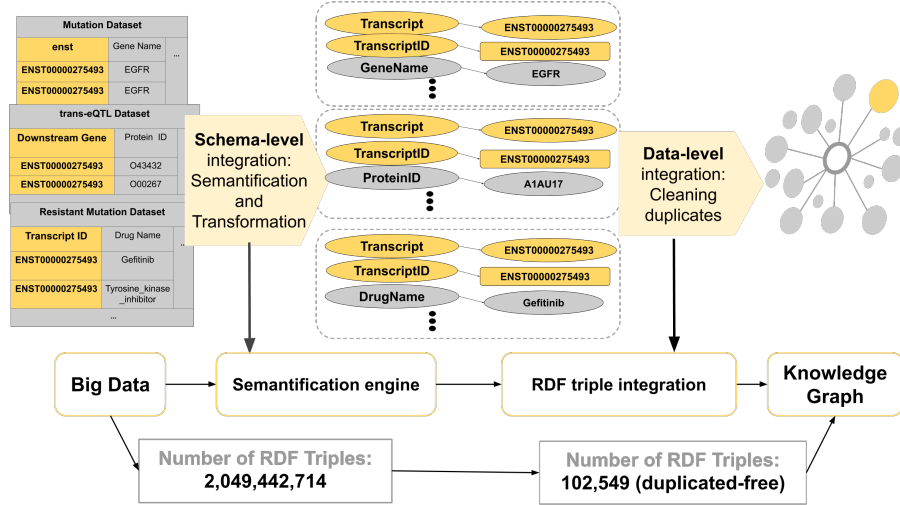 Mutation Dataset
enst
Gene Name
...
ENST00000275493
EGFR
ENST00000275493
EGFR
trans-eQTL Dataset
Downstream Gene
Protein ID
ENST00000275493
O43432
ENST00000275493
O00267
Resistant Mutation Dataset
Transcript ID
Drug Name
..
ENST00000275493
Gefitinib
ENST00000275493
Tyrosine_kinase
_inhibitor
...
Schema-level
integration:
Semantification
and
Transformation
Transcript
ENST00000275493
TranscriptID
ENST00000275493
GeneName
EGFR
Transcript
ENST00000275493
TranscriptID
ENST00000275493
ProteinID
A1AU17
Transcript
ENST00000275493
TranscriptID
ENST00000275493
DrugName
Gefitinib
Data-level
integration:
Cleaning
duplicates
Big Data
Semantification engine
RDF triple integration
Knowledge
Graph
Number of RDF Triples:
2,049,442,714
Number of RDF Triples:
102,549 (duplicated-free)